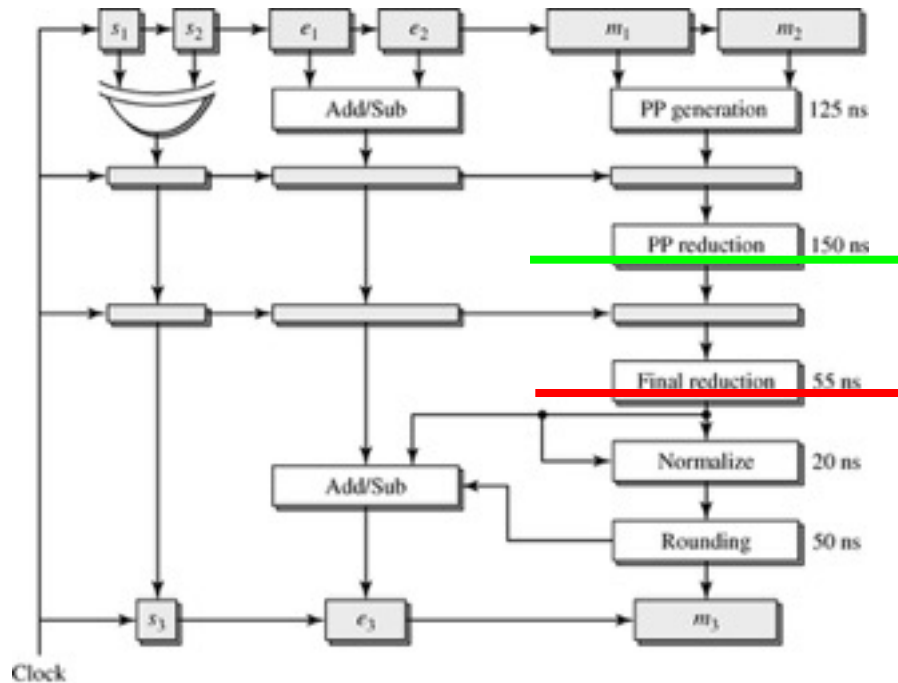 s1 s2 e1 e2 m1 m2
Add/Sub PP generation 125 ns
PP reduction 150 ns
Final reduction 55 ns
Normalize 20 ns
Add/Sub
Rounding 50 ns
s3 e3 m3
Clock